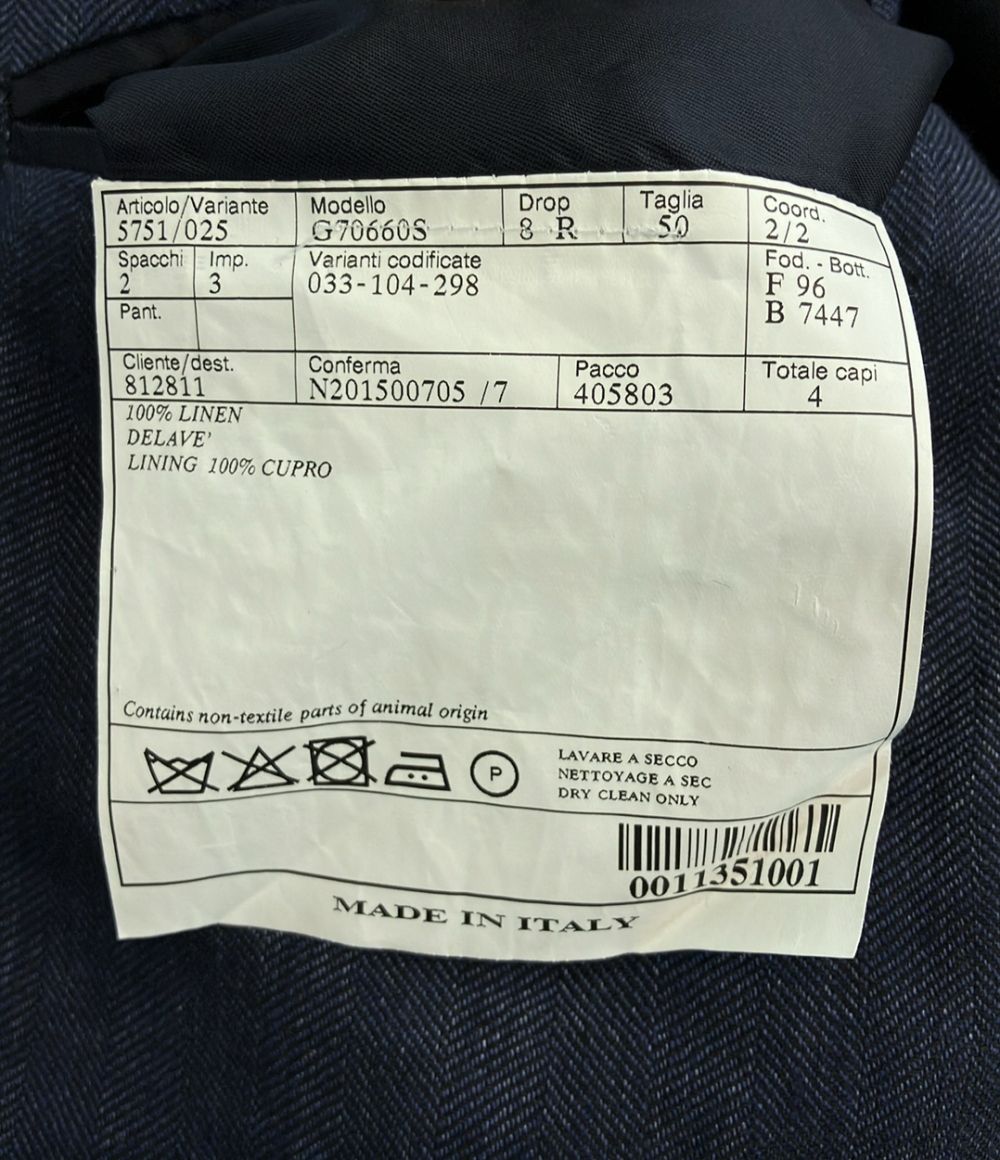 Articolo/Variante Modello Drop Taglia Coord.
5751/025 G70660S 8 R 50 2/2
Spacchi Imp. Varianti codificate Fod. - Bott.
2 3 033-104-298 F 96
Pant. B 7447
Cliente/dest. Conferma Pacco Totale capi
812811 N201500705 /7 405803 4
100% LINEN
DELAVE'
LINING 100% CUPRO
Contains non-textile parts of animal origin
P
LAVARE A SECCO
NETTOYAGE A SEC
DRY CLEAN ONLY
0011351001
MADE IN ITALY